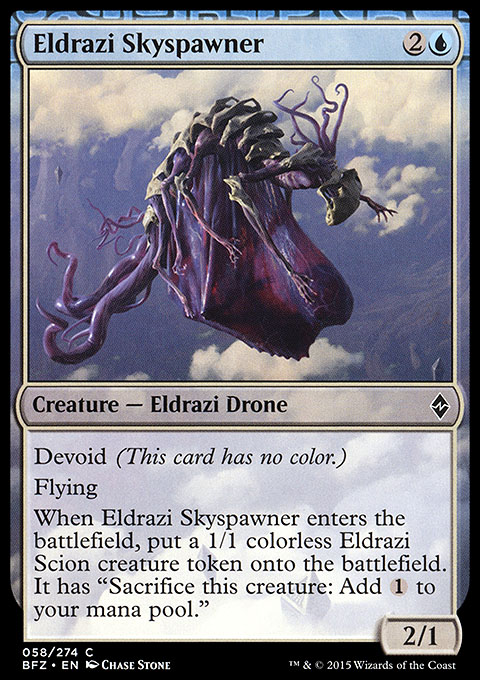 Eldrazi Skyspawner 2
Creature — Eldrazi Drone
Devoid (This card has no color.)
Flying
When Eldrazi Skyspawner enters the
battlefield, put a 1/1 colorless Eldrazi
Scion creature token onto the battlefield.
It has “Sacrifice this creature: Add 1 to
your mana pool.”
2/1
058/274 C
BFZ • EN Chase Stone
™ & © 2015 Wizards of the Coast